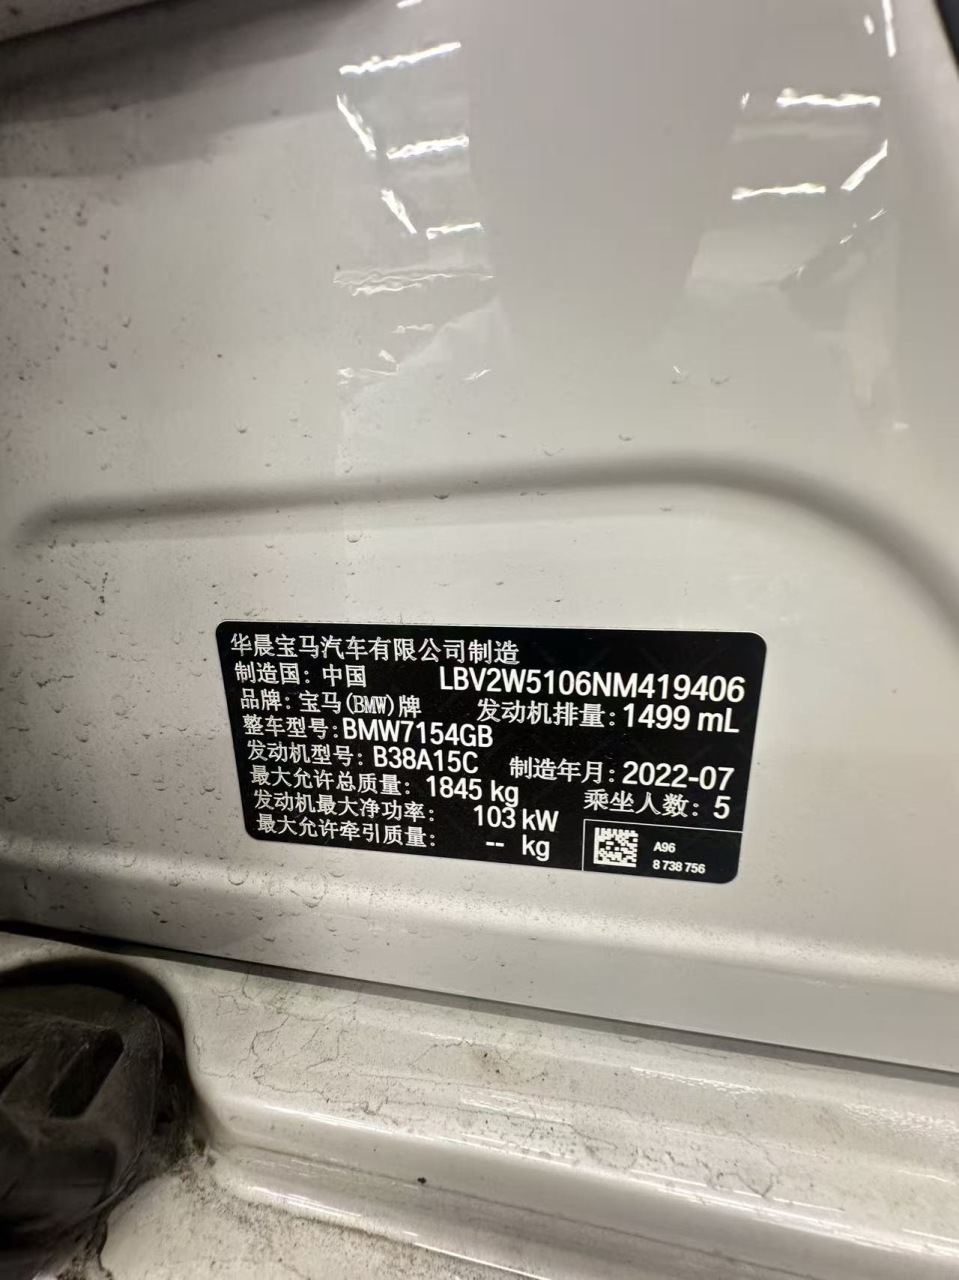 华晨宝马汽车有限公司制造
制造国: 中国 LBV2W5106NM419406
品牌: 宝马(BMW)牌 发动机排量: 1499 mL
整车型号: BMW7154GB
发动机型号: B38A15C 制造年月: 2022-07
最大允许总质量: 1845 kg 乘坐人数: 5
发动机最大净功率: 103 kW
最大允许牵引质量: -- kg
A96
8 738 756